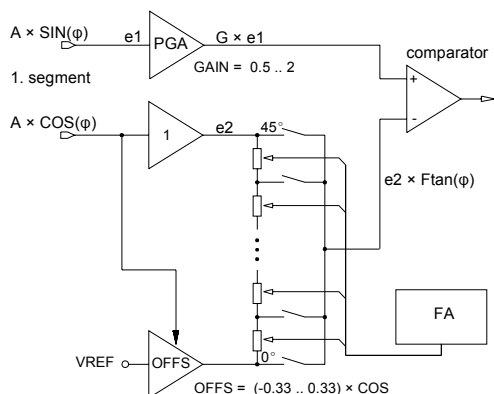 A × SIN(φ)
e1
PGA
G × e1
GAIN = 0.5 .. 2
comparator
+
-
1. segment
A × COS(φ)
1
e2
45°
e2 × Ftan(φ)
FA
0°
VREF
OFFS
OFFS = (-0.33 .. 0.33) × COS